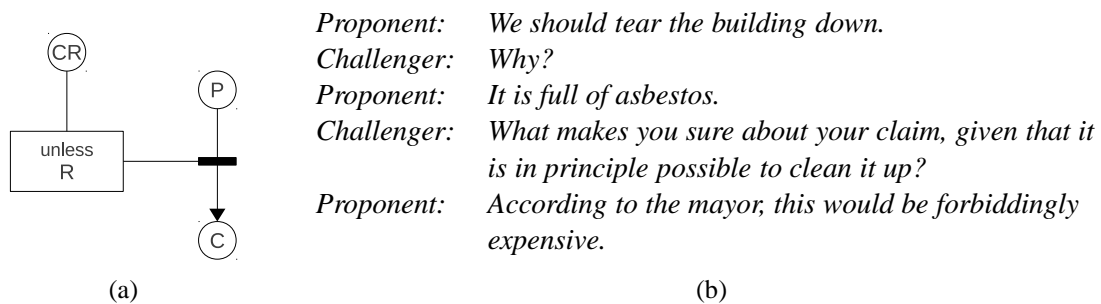 CR
P
unless
R
C
(a)
Proponent: We should tear the building down.
Challenger: Why?
Proponent: It is full of asbestos.
Challenger: What makes you sure about your claim, given that it
is in principle possible to clean it up?
Proponent: According to the mayor, this would be forbiddingly
expensive.
(b)